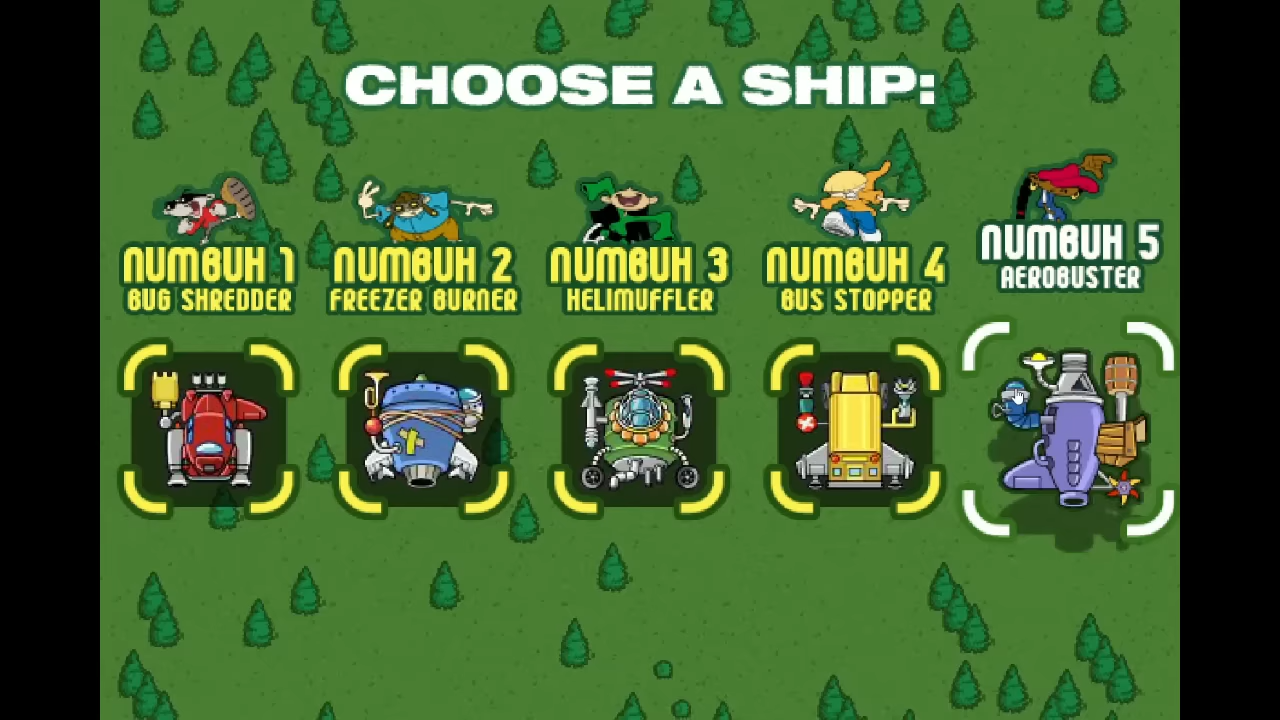 CHOOSE A SHIP:
NUMBUH 1
BUG SHREDDER
NUMBUH 2
FREEZER BURNER
NUMBUH 3
HELIMUFFLER
NUMBUH 4
BUS STOPPER
NUMBUH 5
AEROBUSTER